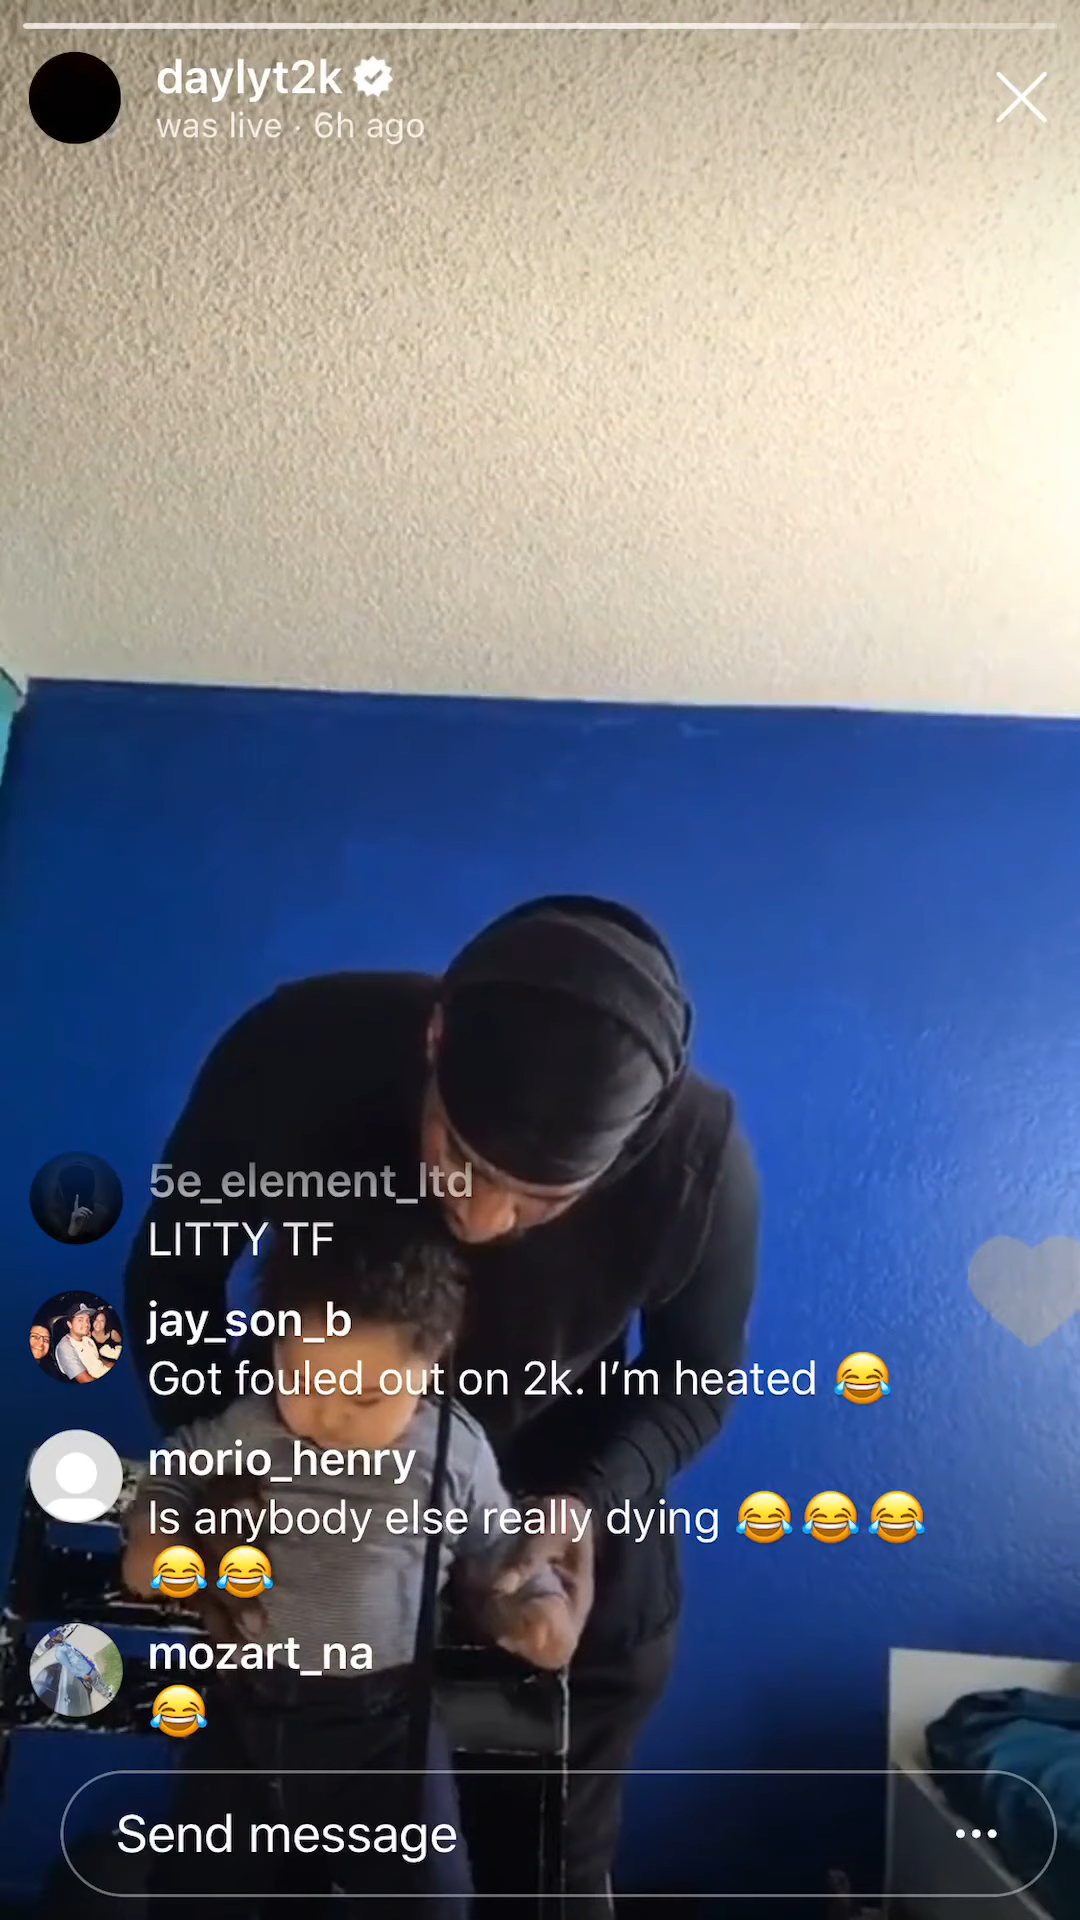 daylyt2k
was live · 6h ago
5e_element_ltd
LITTY TF
jay_son_b
Got fouled out on 2k. I’m heated 😂
morio_henry
Is anybody else really dying 😂😂😂
😂😂
mozart_na
😂
Send message